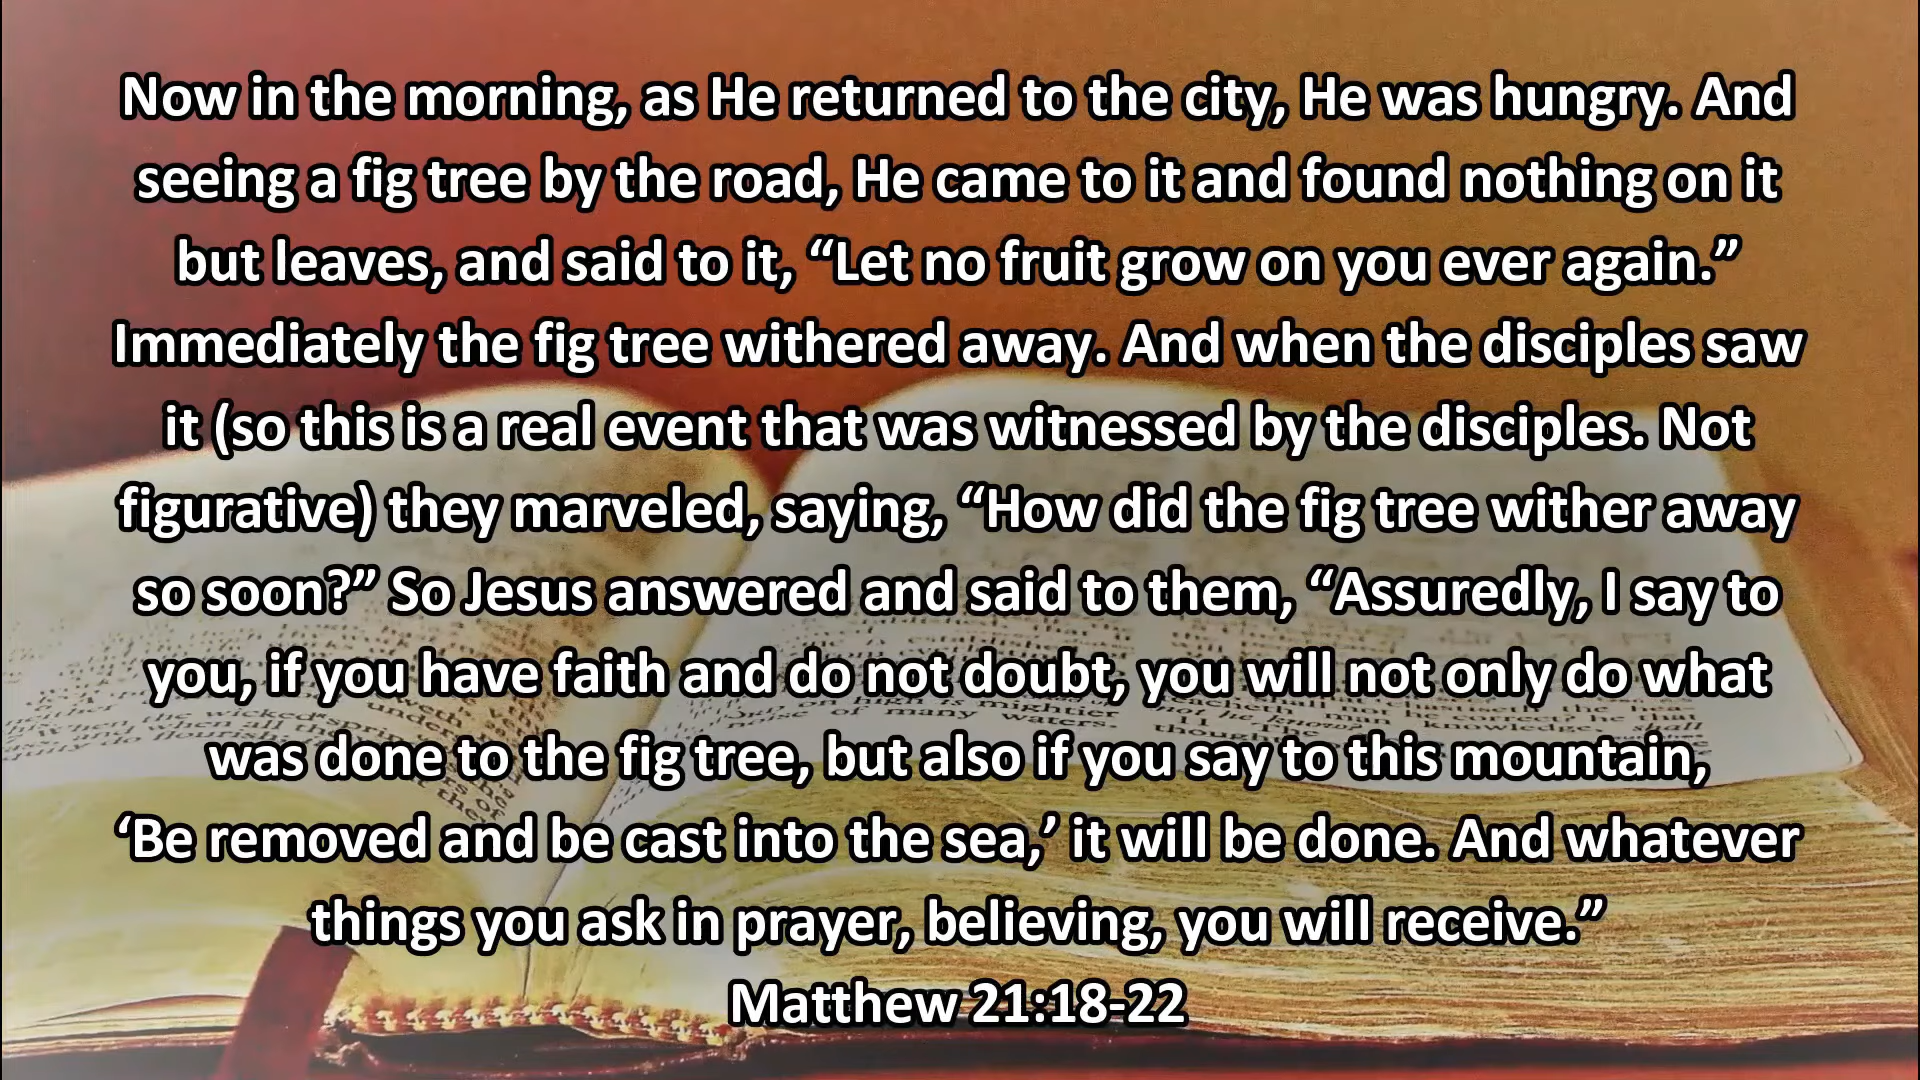 Now in the morning, as He returned to the city, He was hungry. And
seeing a fig tree by the road, He came to it and found nothing on it
but leaves, and said to it, “Let no fruit grow on you ever again.”
Immediately the fig tree withered away. And when the disciples saw
it (so this is a real event that was witnessed by the disciples. Not
figurative) they marveled, saying, “How did the fig tree wither away
so soon?” So Jesus answered and said to them, “Assuredly, I say to
you, if you have faith and do not doubt, you will not only do what
was done to the fig tree, but also if you say to this mountain,
‘Be removed and be cast into the sea,’ it will be done. And whatever
things you ask in prayer, believing, you will receive.”
Matthew 21:18-22